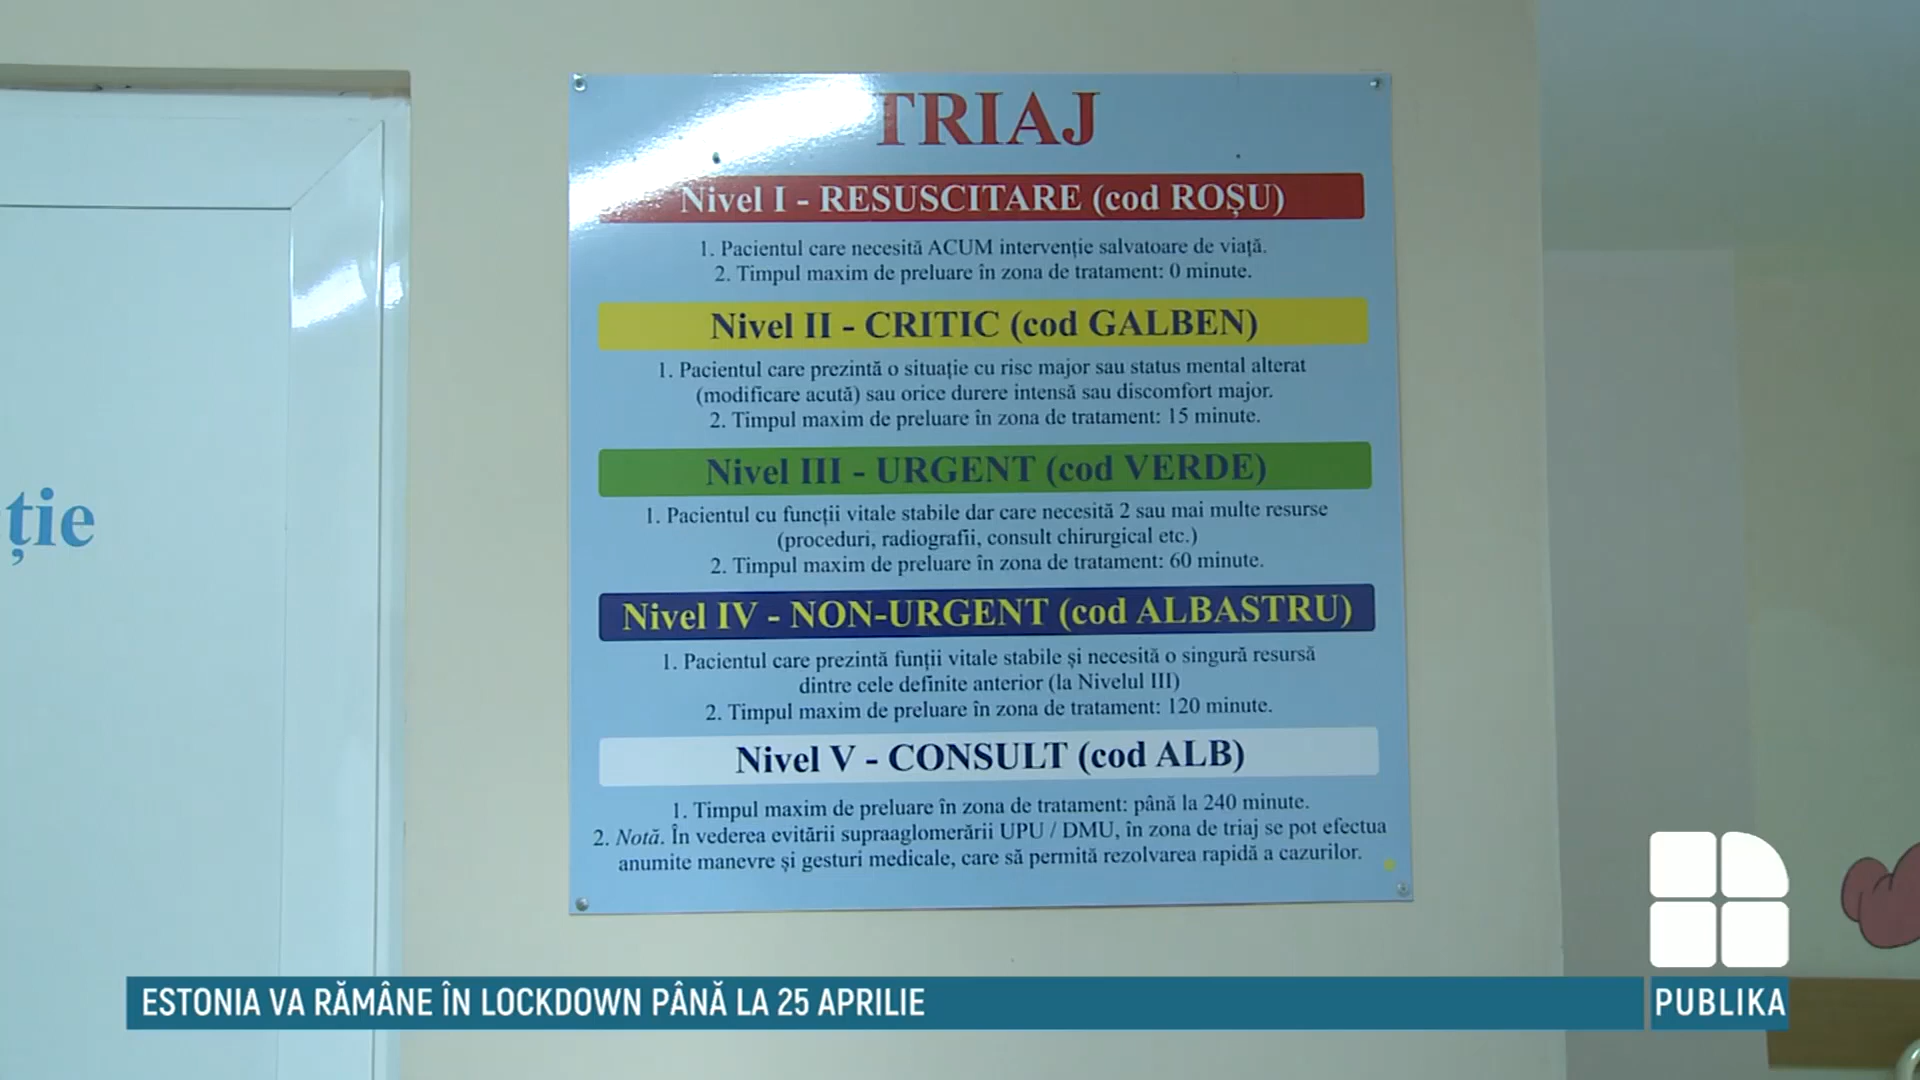 TRIAJ
Nivel I - RESUSCITARE (cod ROȘU)
1. Pacientul care necesită ACUM intervenție salvatoare de viață.
2. Timpul maxim de preluare în zona de tratament: 0 minute.
Nivel II - CRITIC (cod GALBEN)
1. Pacientul care prezintă o situație cu risc major sau status mental alterat
(modificare acută) sau orice durere intensă sau discomfort major.
2. Timpul maxim de preluare în zona de tratament: 15 minute.
Nivel III - URGENT (cod VERDE)
1. Pacientul cu funcții vitale stabile dar care necesită 2 sau mai multe resurse
(proceduri, radiografii, consult chirurgical etc.)
2. Timpul maxim de preluare în zona de tratament: 60 minute.
Nivel IV - NON-URGENT (cod ALBASTRU)
1. Pacientul care prezintă funții vitale stabile și necesită o singură resursă
dintre cele definite anterior (la Nivelul III)
2. Timpul maxim de preluare în zona de tratament: 120 minute.
Nivel V - CONSULT (cod ALB)
1. Timpul maxim de preluare în zona de tratament: până la 240 minute.
2. Notă. În vederea evitării supraaglomerării UPU / DMU, în zona de triaj se pot efectua
anumite manevre și gesturi medicale, care să permită rezolvarea rapidă a cazurilor.
ție
ESTONIA VA RĂMÂNE ÎN LOCKDOWN PÂNĂ LA 25 APRILIE
PUBLIKA